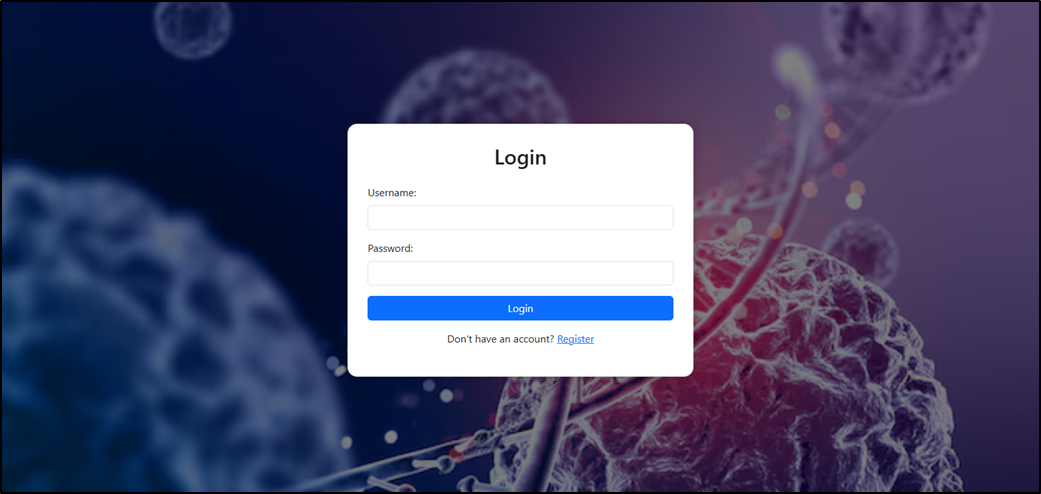 Login
Username:
Password:
Login
Don't have an account? Register